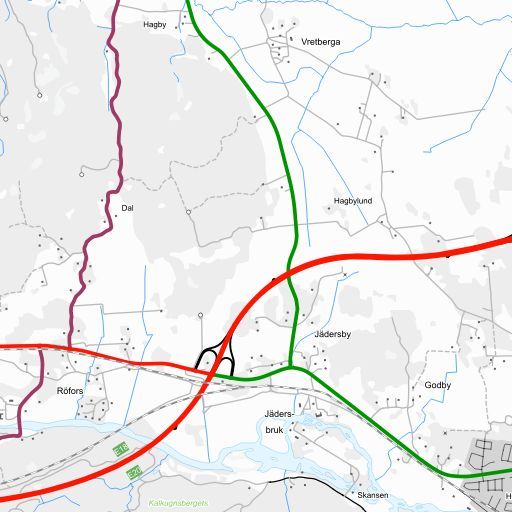 Hagby
Vretberga
Dal
Hagbylund
Jädersby
Röfors
Godby
Jäders-
bruk
E18
E20
Kalkugnsbergets
Skansen
H